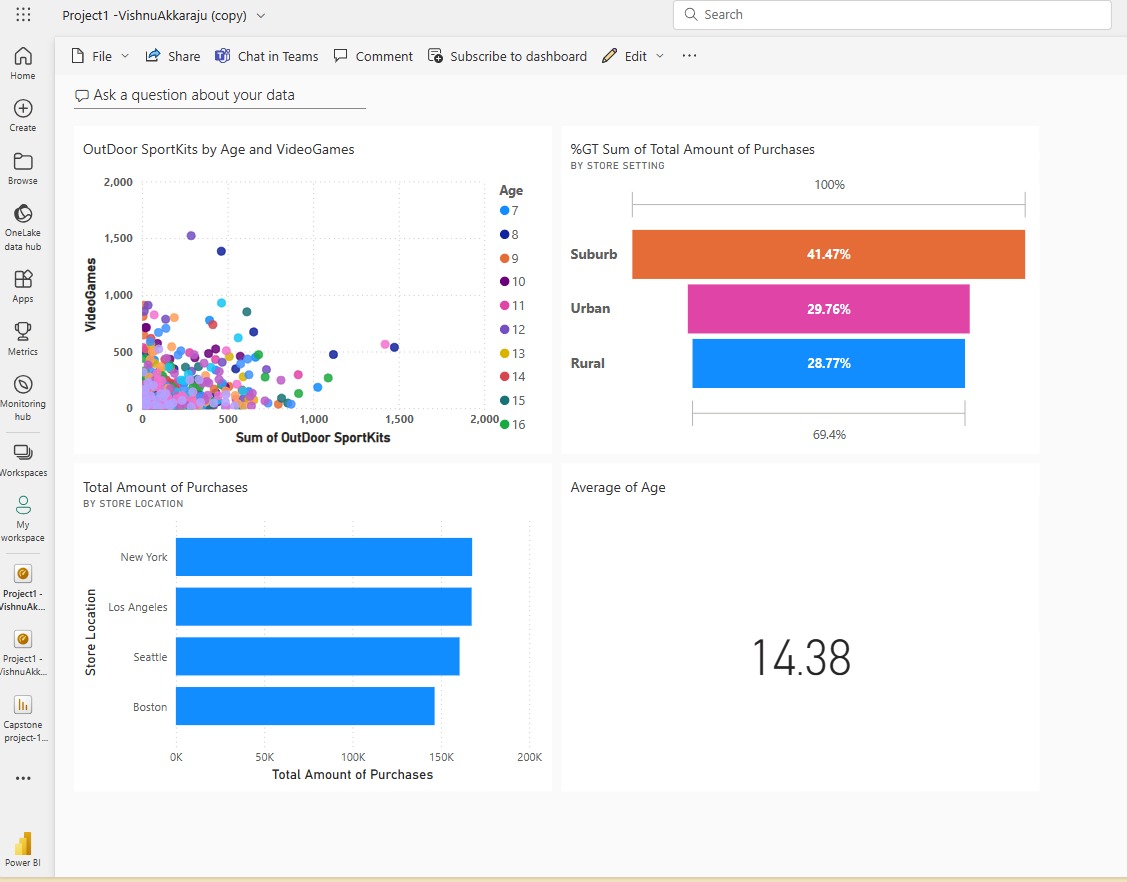 Project1 -VishnuAkkaraju (copy)
Search
Home
Create
Browse
OneLake
data hub
Apps
Metrics
Monitoring
hub
Workspaces
My
workspace
Project1 -
VishnuAk...
Project1 -
VishnuAkk...
Capstone
project-1...
Power BI
File
Share
Chat in Teams
Comment
Subscribe to dashboard
Edit
Ask a question about your data
OutDoor SportKits by Age and VideoGames
VideoGames
2,000
1,500
1,000
500
0
0 500 1,000 1,500 2,000
Sum of OutDoor SportKits
Age
7
8
9
10
11
12
13
14
15
16
%GT Sum of Total Amount of Purchases
BY STORE SETTING
100%
Suburb 41.47%
Urban 29.76%
Rural 28.77%
69.4%
Total Amount of Purchases
BY STORE LOCATION
Store Location
New York
Los Angeles
Seattle
Boston
0K 50K 100K 150K 200K
Total Amount of Purchases
Average of Age
14.38